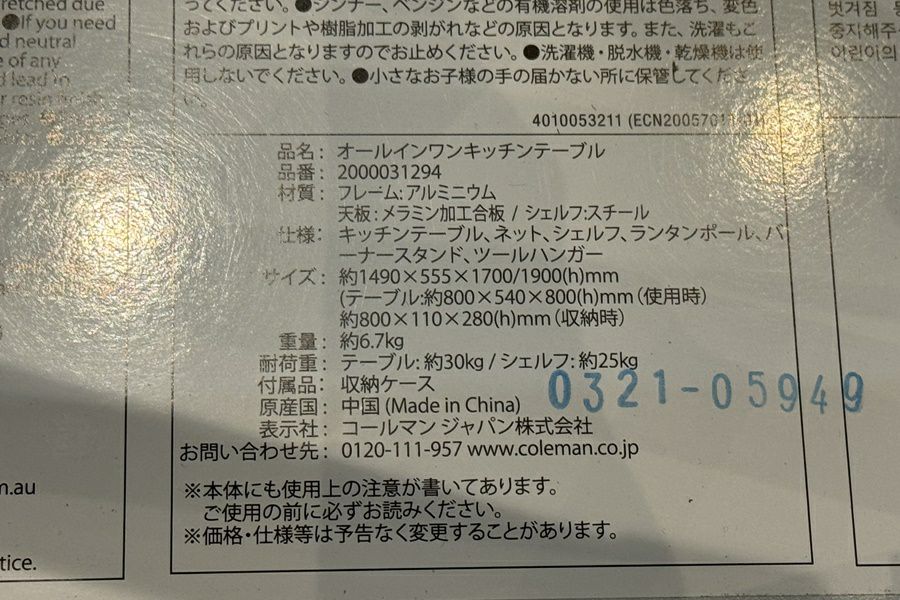 retched due
●If you need
d neutral
e of any
d lead in
r resin
m.au
tice.
ってください。●シンナー、ベンジンなどの有機溶剤の使用は色落ち、変色
およびプリントや樹脂加工の剥がれなどの原因となります。また、洗濯もこ
れらの原因となりますのでお止めください。●洗濯機・脱水機・乾燥機は使
用しないでください。●小さなお子様の手の届かない所に保管してくださ
い。
4010053211
品名： オールインワンキッチンテーブル
品番： 2000031294
材質： フレーム：アルミニウム
天板：メラミン加工合板 / シェルフ：スチール
仕様： キッチンテーブル、ネット、シェルフ、ランタンポール、バ
ーナースタンド、ツールハンガー
サイズ： 約1490×555×1700/1900(h)mm
(テーブル:約800×540×800(h)mm（使用時）
約800×110×280(h)mm（収納時）
重量： 約6.7kg
耐荷重： テーブル：約30kg / シェルフ：約25kg
付属品： 収納ケース
0321-05949
原産国： 中国 (Made in China)
表示社： コールマン ジャパン株式会社
お問い合わせ先： 0120-111-957 www.coleman.co.jp
※本体にも使用上の注意が書いてあります。
ご使用の前に必ずお読みください。
※価格・仕様等は予告なく変更することがあります。
벗겨짐
중지해주
어린이의